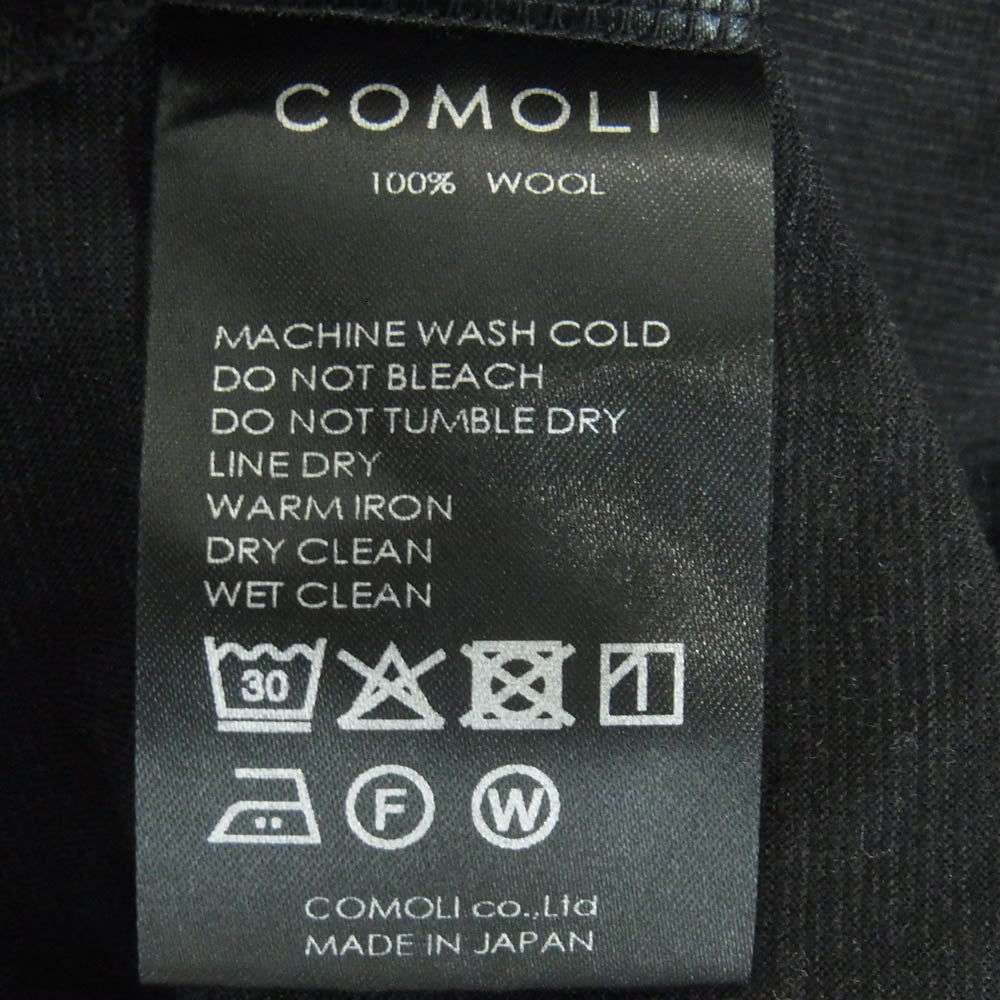 COMOLI
100% WOOL
MACHINE WASH COLD
DO NOT BLEACH
DO NOT TUMBLE DRY
LINE DRY
WARM IRON
DRY CLEAN
WET CLEAN
30
F W
COMOLI co.,Ltd
MADE IN JAPAN